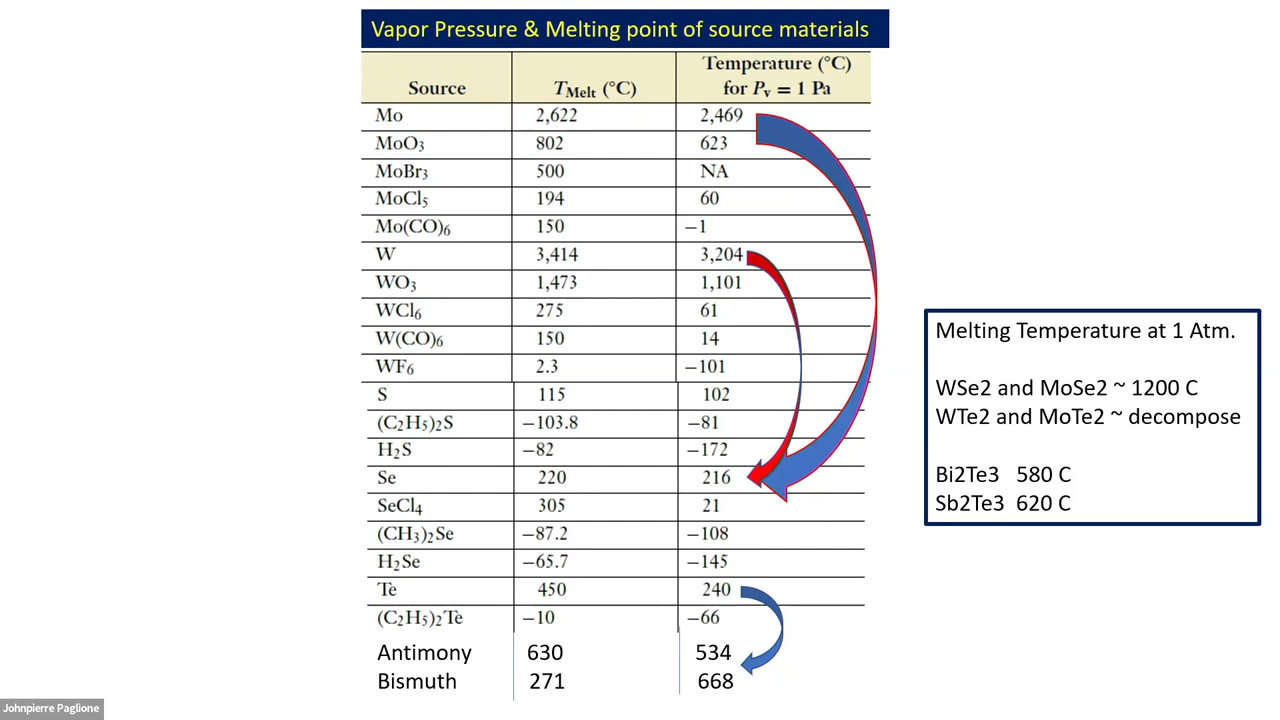 Vapor Pressure & Melting point of source materials
Source T_Melt (°C) Temperature (°C) for P_v = 1 Pa
Mo 2,622 2,469
MoO₃ 802 623
MoBr₃ 500 NA
MoCl₅ 194 60
Mo(CO)₆ 150 −1
W 3,414 3,204
WO₃ 1,473 1,101
WCl₆ 275 61
W(CO)₆ 150 14
WF₆ 2.3 −101
S 115 102
(C₂H₅)₂S −103.8 −81
H₂S −82 −172
Se 220 216
SeCl₄ 305 21
(CH₃)₂Se −87.2 −108
H₂Se −65.7 −145
Te 450 240
(C₂H₅)₂Te −10 −66
Antimony 630 534
Bismuth 271 668
Melting Temperature at 1 Atm.
WSe2 and MoSe2 ~ 1200 C
WTe2 and MoTe2 ~ decompose
Bi2Te3 580 C
Sb2Te3 620 C
Johnpierre Paglione